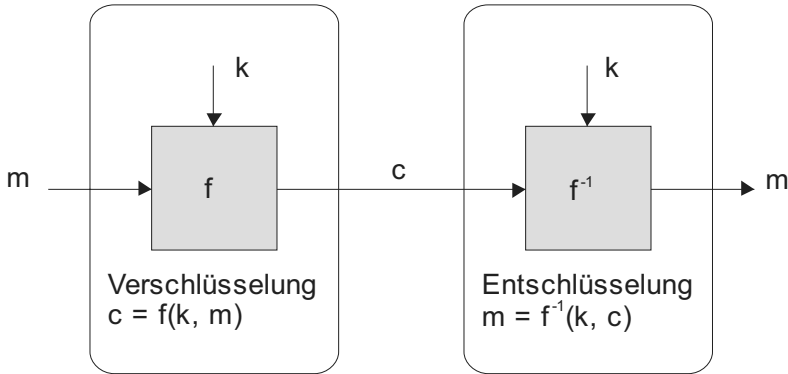 k
k
m
f
c
f⁻¹
m
Verschlüsselung
c = f(k, m)
Entschlüsselung
m = f⁻¹(k, c)